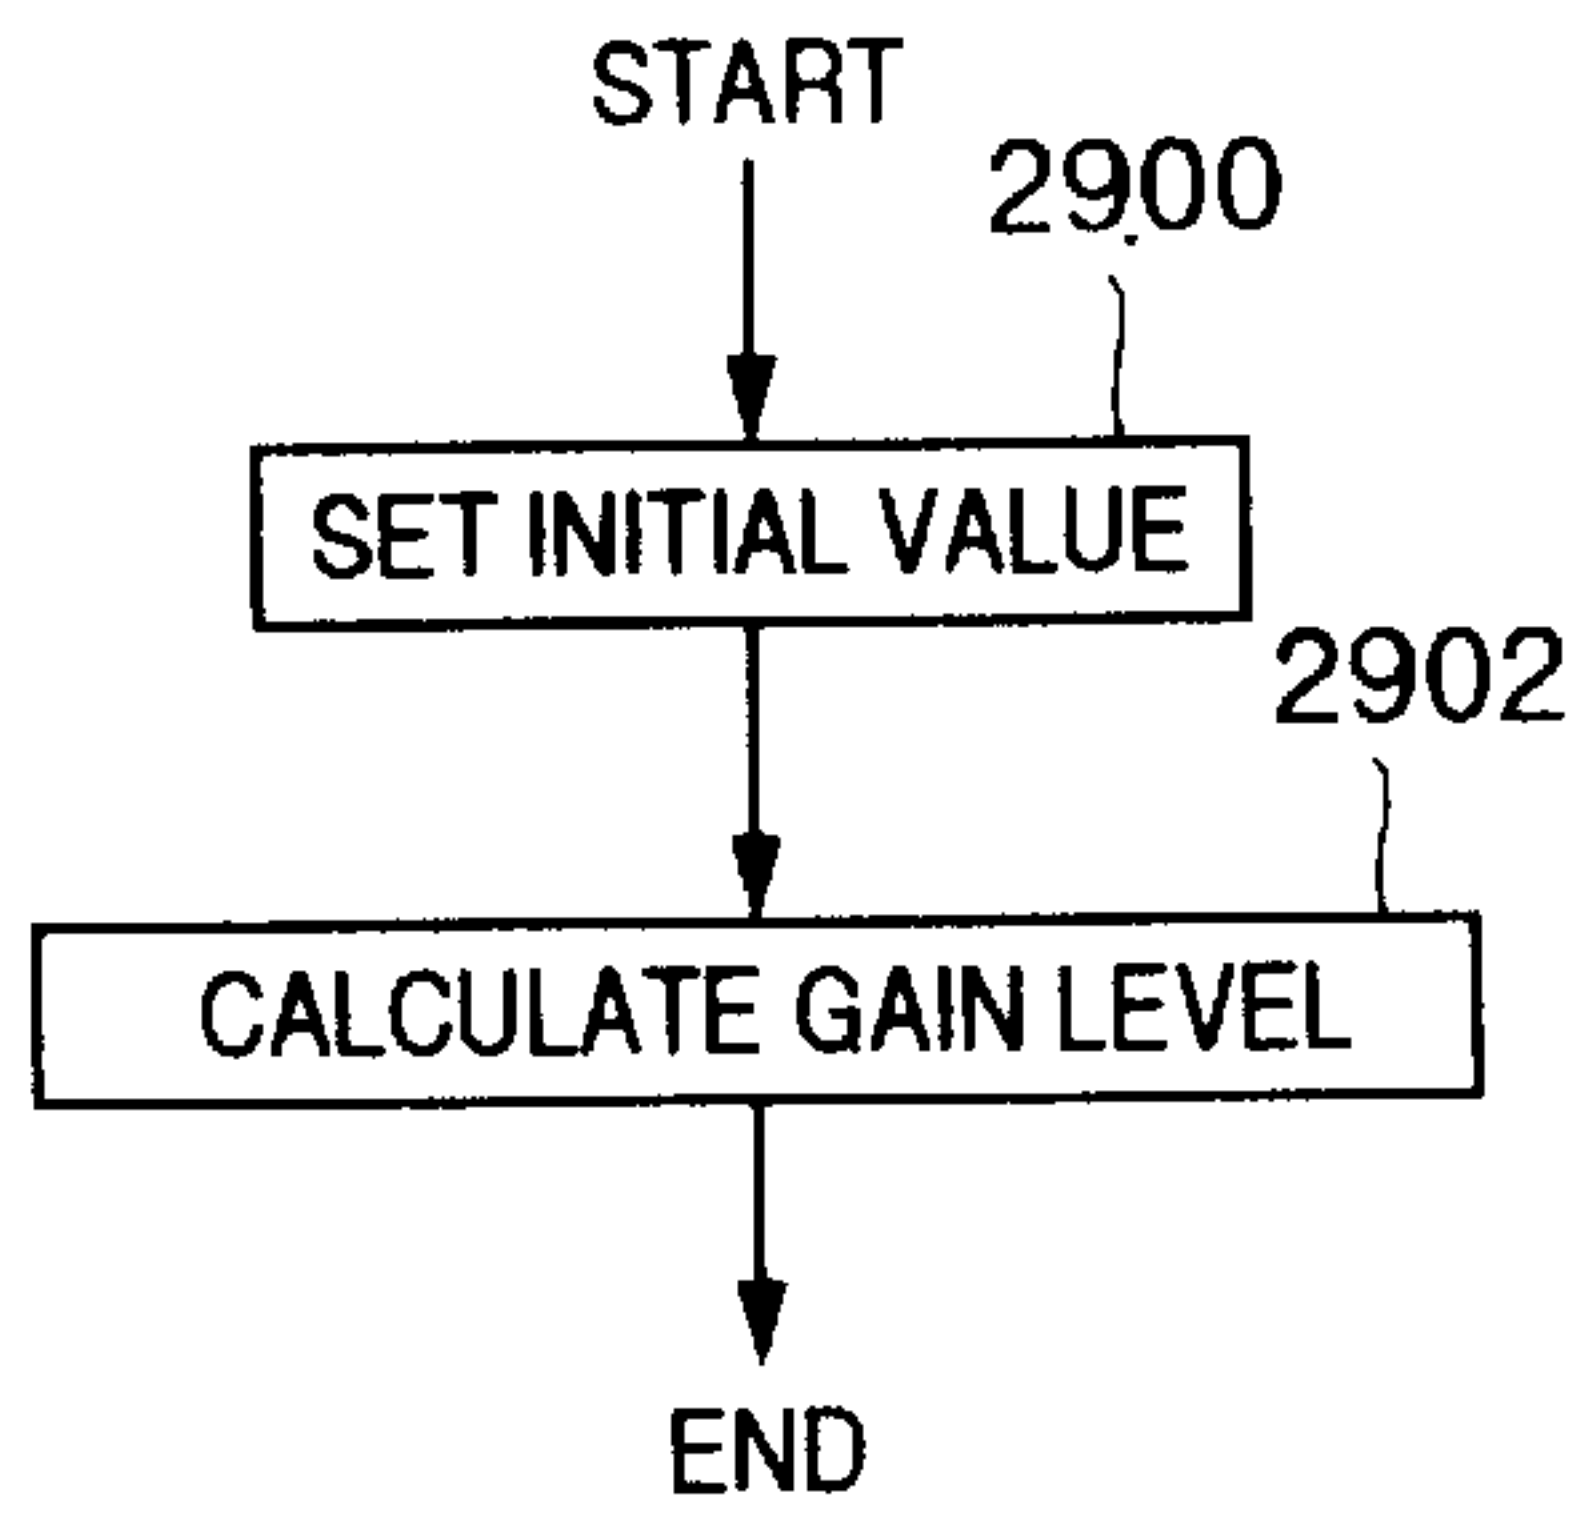 START
2900
SET INITIAL VALUE
2902
CALCULATE GAIN LEVEL
END